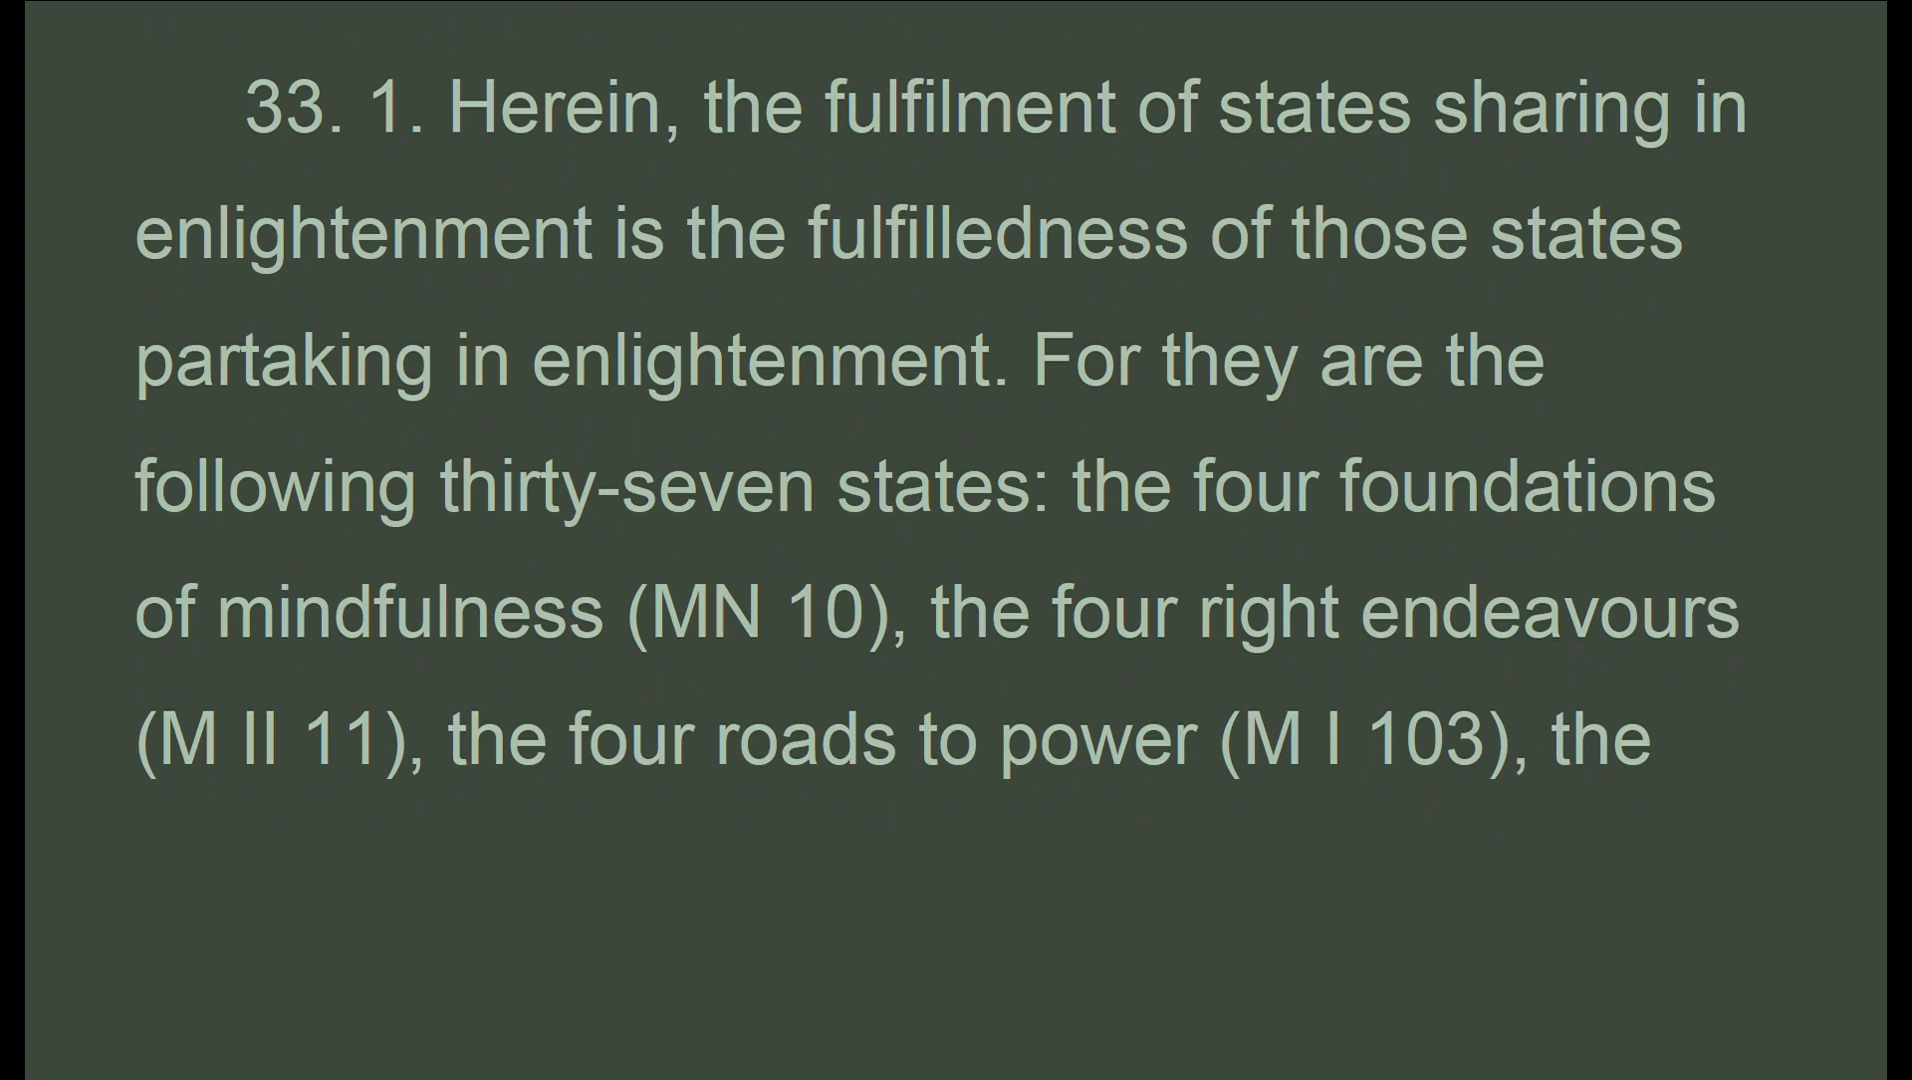 33. 1. Herein, the fulfilment of states sharing in
enlightenment is the fulfilledness of those states
partaking in enlightenment. For they are the
following thirty-seven states: the four foundations
of mindfulness (MN 10), the four right endeavours
(M II 11), the four roads to power (M I 103), the